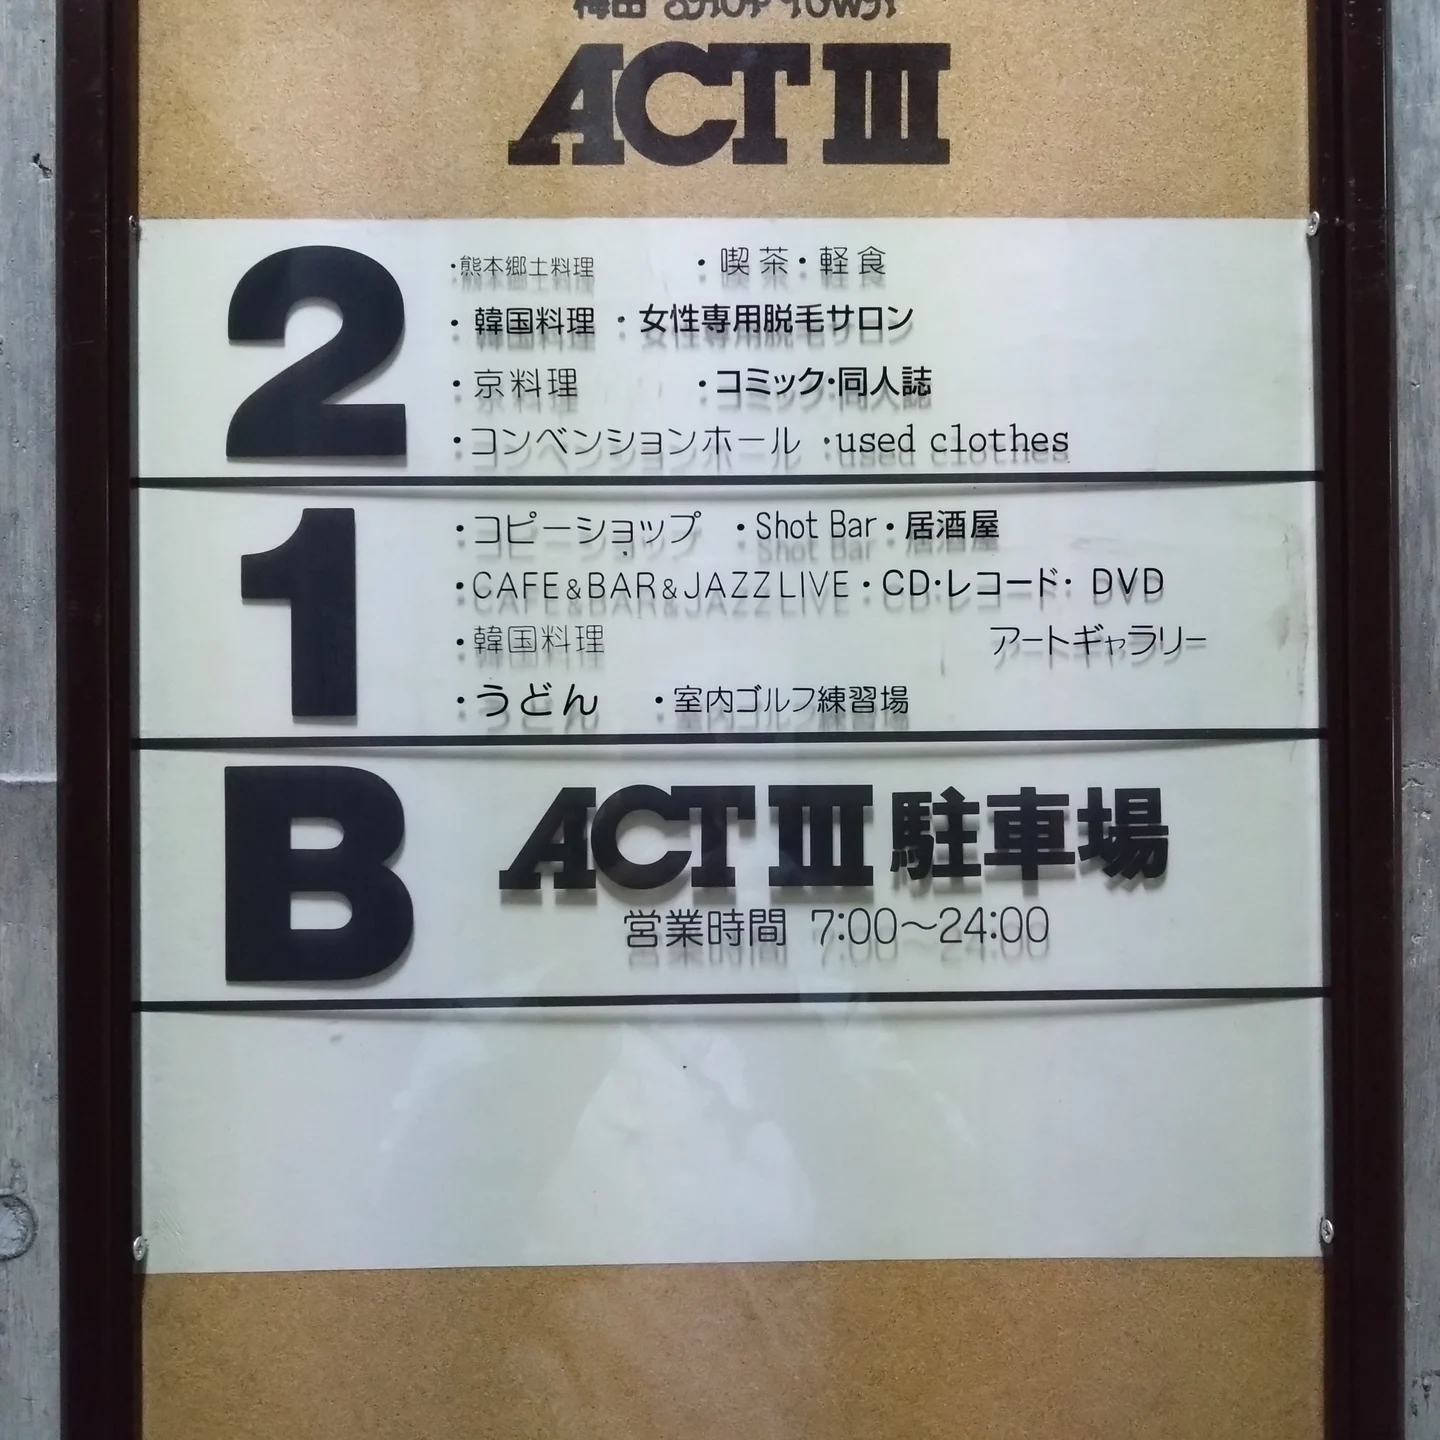 梅田 Shop Town
ACT III
2
・熊本郷土料理 ・喫茶・軽食
・韓国料理 ・女性専用脱毛サロン
・京料理 ・コミック・同人誌
・コンベンションホール ・used clothes
1
・コピーショップ ・Shot Bar・居酒屋
・CAFE&BAR&JAZZ LIVE・CD・レコード・DVD
・韓国料理 アートギャラリー
・うどん ・室内ゴルフ練習場
B
ACT III 駐車場
営業時間 7:00〜24:00